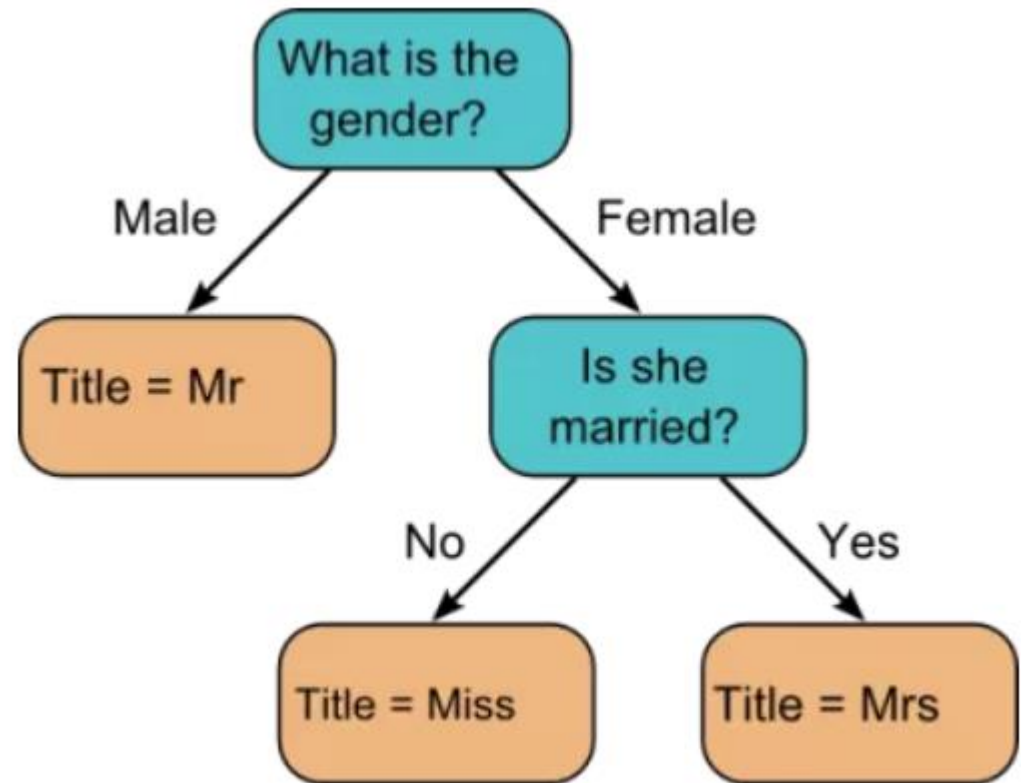 What is the
gender?
Male
Female
Title = Mr
Is she
married?
No
Yes
Title = Miss
Title = Mrs